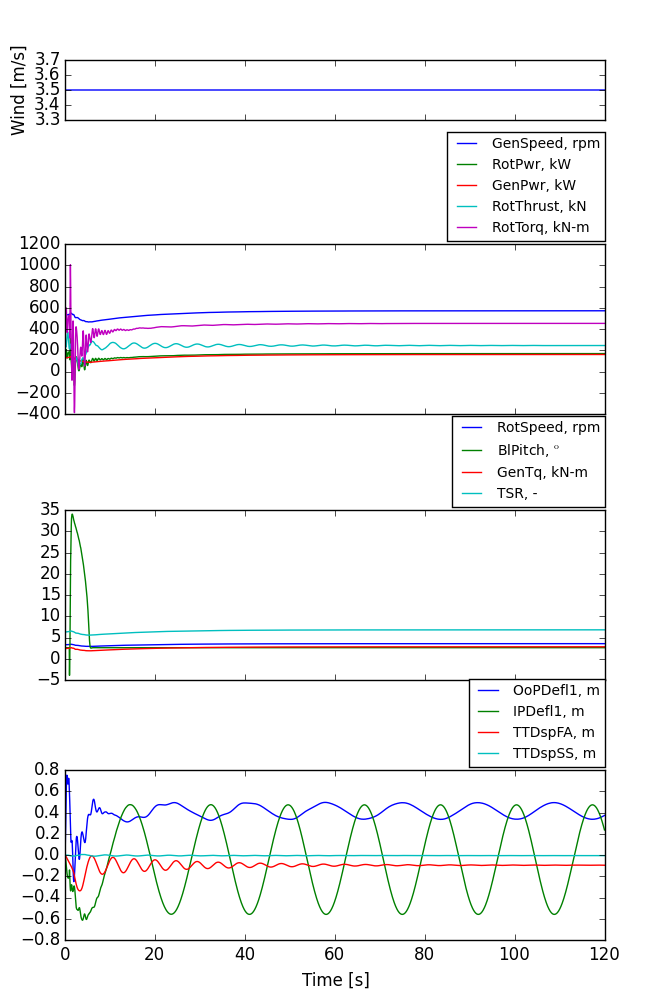 Wind [m/s]
3.7
3.6
3.5
3.4
3.3
GenSpeed, rpm
RotPwr, kW
GenPwr, kW
RotThrust, kN
RotTorq, kN-m
1200
1000
800
600
400
200
0
−200
−400
RotSpeed, rpm
BlPitch, °
GenTq, kN-m
TSR, -
35
30
25
20
15
10
5
0
−5
OoPDefl1, m
IPDefl1, m
TTDspFA, m
TTDspSS, m
0.8
0.6
0.4
0.2
0.0
−0.2
−0.4
−0.6
−0.8
0 20 40 60 80 100 120
Time [s]